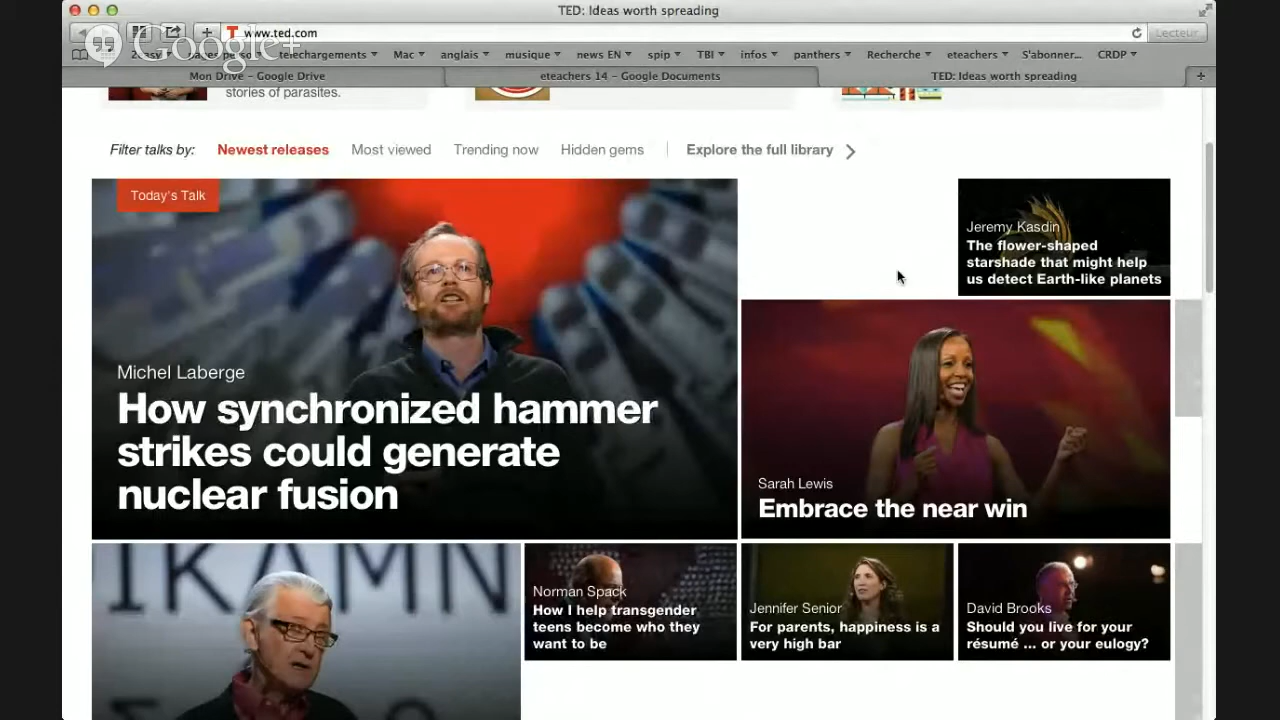 TED: Ideas worth spreading
www.ted.com
Lecteur
Google+
telechargements
Mac
anglais
musique
news EN
spip
TBI
infos
panthers
Recherche
eteachers
S'abonner...
CRDP
Mon Drive – Google Drive
eteachers 14 – Google Documents
TED: Ideas worth spreading
+
stories of parasites.
Filter talks by:
Newest releases
Most viewed
Trending now
Hidden gems
Explore the full library
Today's Talk
Michel Laberge
How synchronized hammer
strikes could generate
nuclear fusion
Jeremy Kasdin
The flower-shaped
starshade that might help
us detect Earth-like planets
Sarah Lewis
Embrace the near win
IKAMN
Norman Spack
How I help transgender
teens become who they
want to be
Jennifer Senior
For parents, happiness is a
very high bar
David Brooks
Should you live for your
résumé ... or your eulogy?